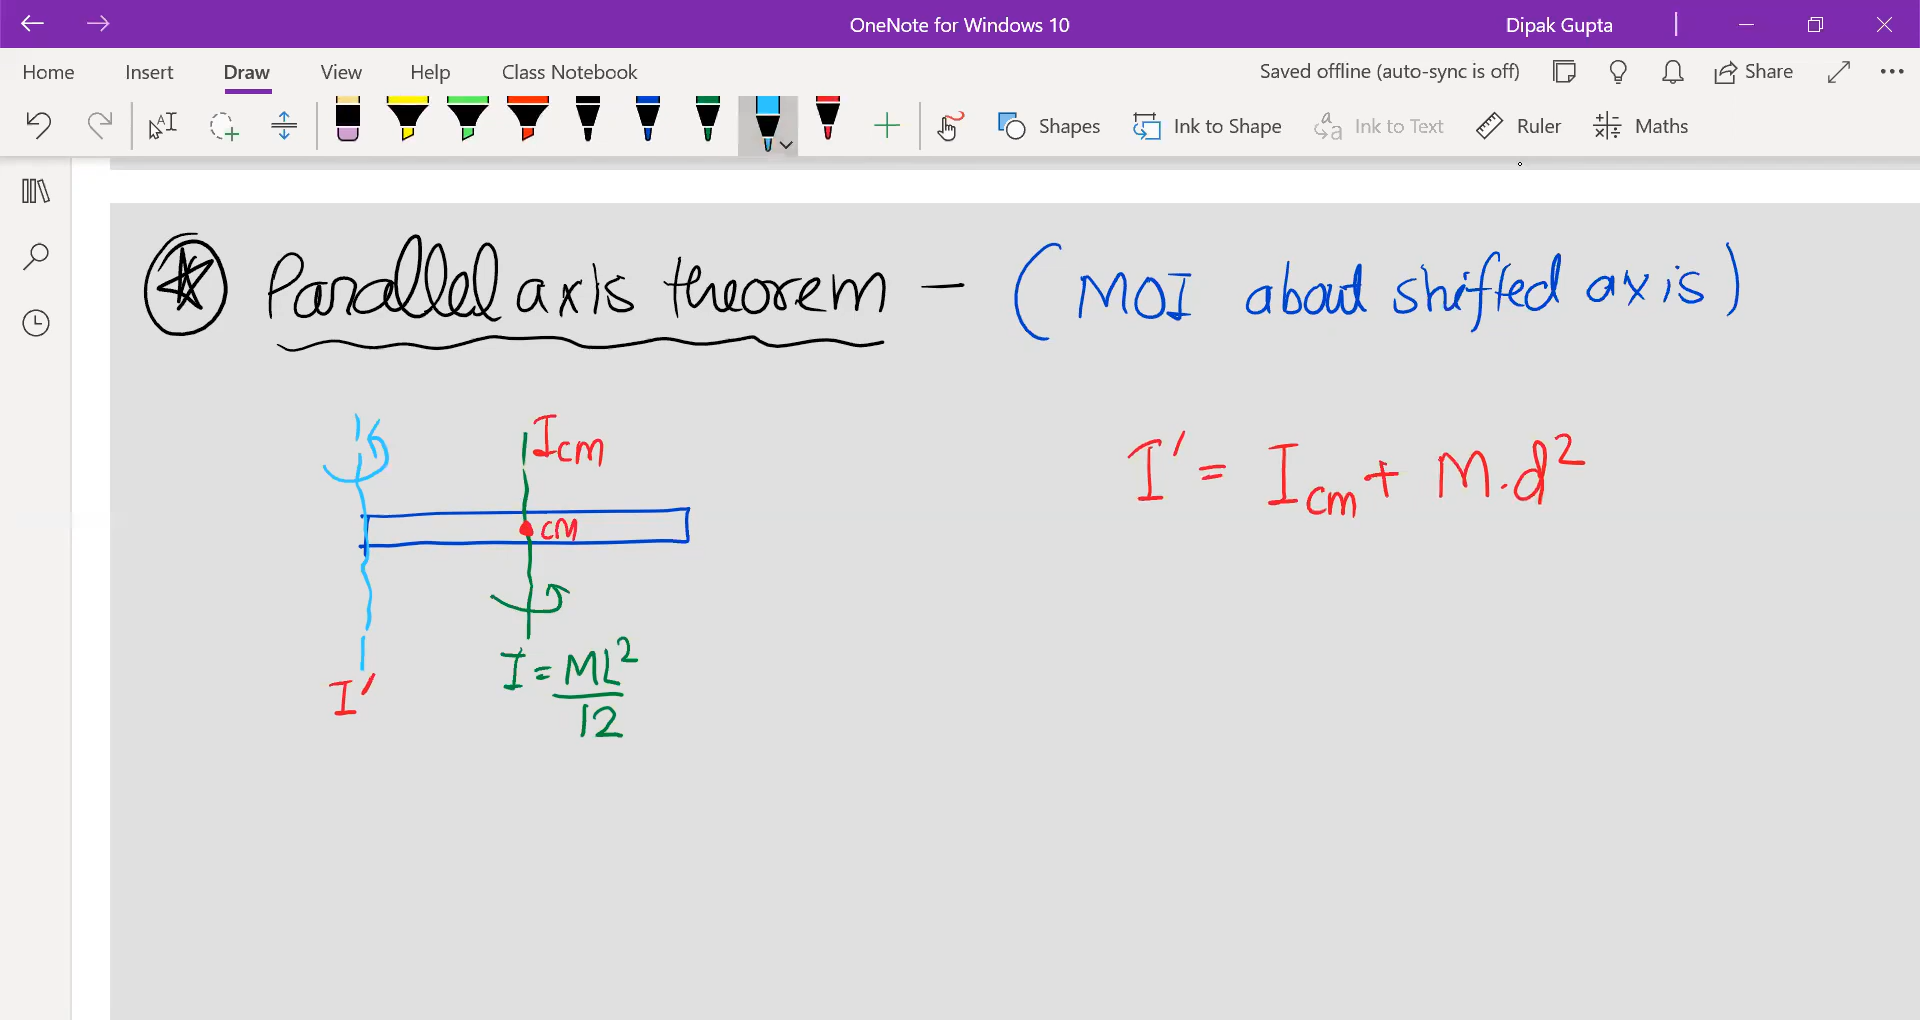 OneNote for Windows 10
Dipak Gupta
Home Insert Draw View Help Class Notebook
Saved offline (auto-sync is off) Share
Shapes Ink to Shape Ink to Text Ruler Maths
Parallel axis theorem - (MOI about shifted axis)
I' = Icm + M.d²
Icm
cm
I = ML²/12
I'